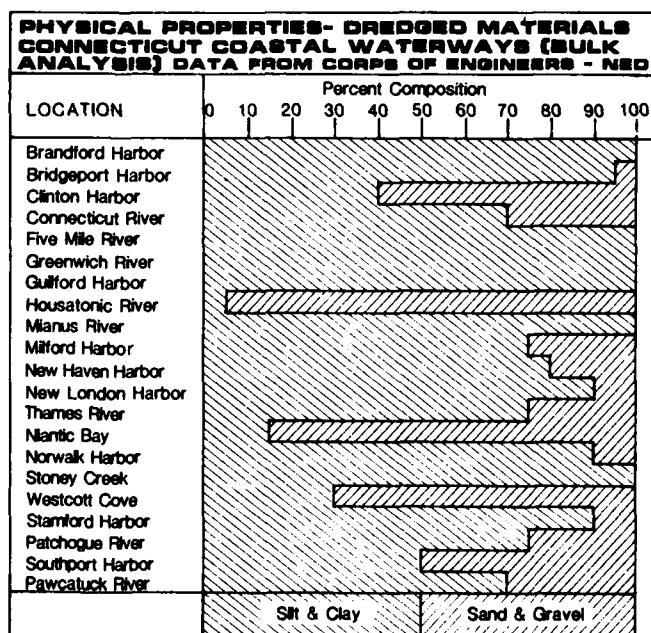 PHYSICAL PROPERTIES- DREDGED MATERIALS
CONNECTICUT COASTAL WATERWAYS (BULK
ANALYSIS) DATA FROM CORPS OF ENGINEERS - NED
Percent Composition
LOCATION
0 10 20 30 40 50 60 70 80 90 100
Brandford Harbor
Bridgeport Harbor
Clinton Harbor
Connecticut River
Five Mile River
Greenwich River
Guilford Harbor
Housatonic River
Mianus River
Milford Harbor
New Haven Harbor
New London Harbor
Thames River
Niantic Bay
Norwalk Harbor
Stoney Creek
Westcott Cove
Stamford Harbor
Patchogue River
Southport Harbor
Pawcatuck River
Silt & Clay
Sand & Gravel